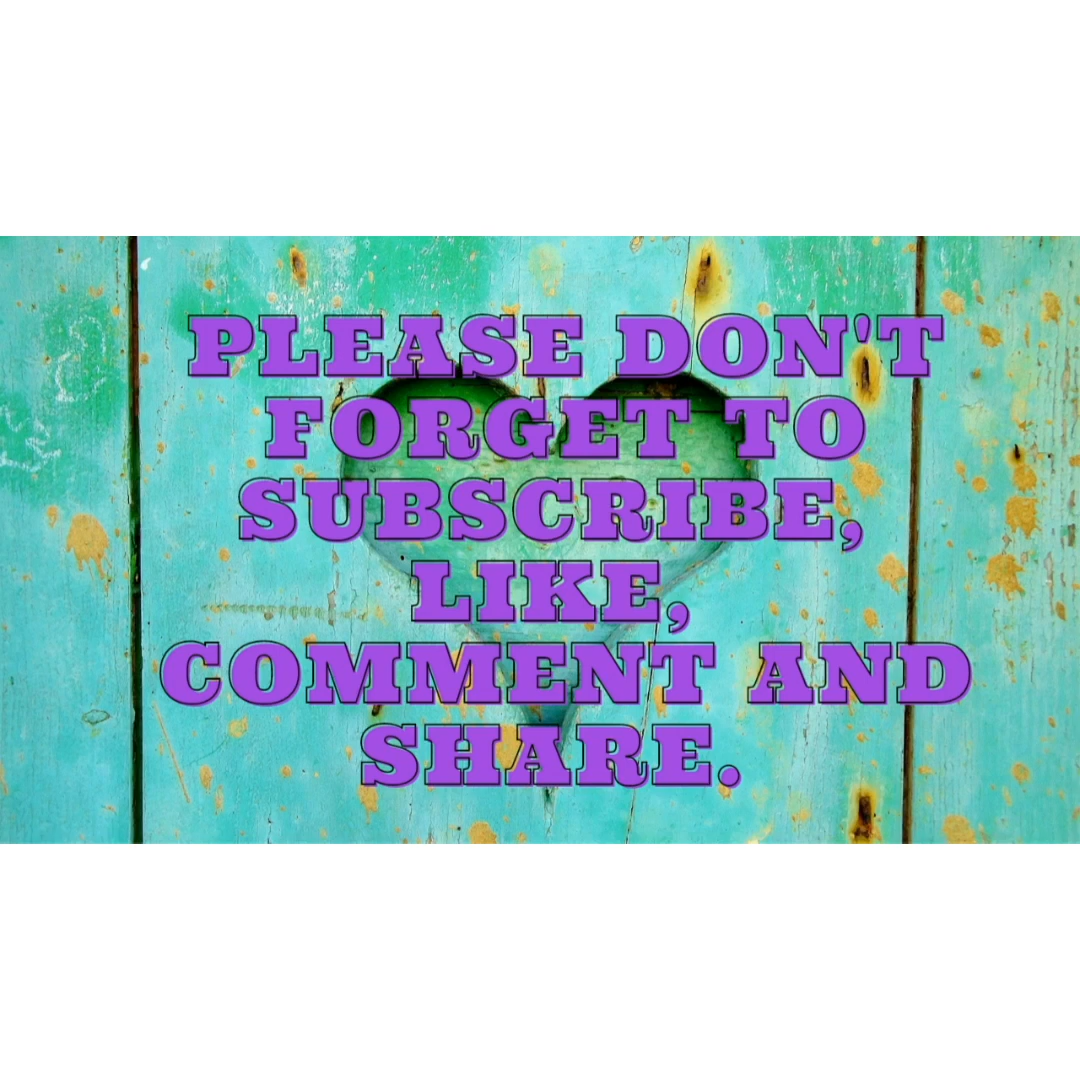 PLEASE DON'T
FORGET TO
SUBSCRIBE,
LIKE,
COMMENT AND
SHARE.